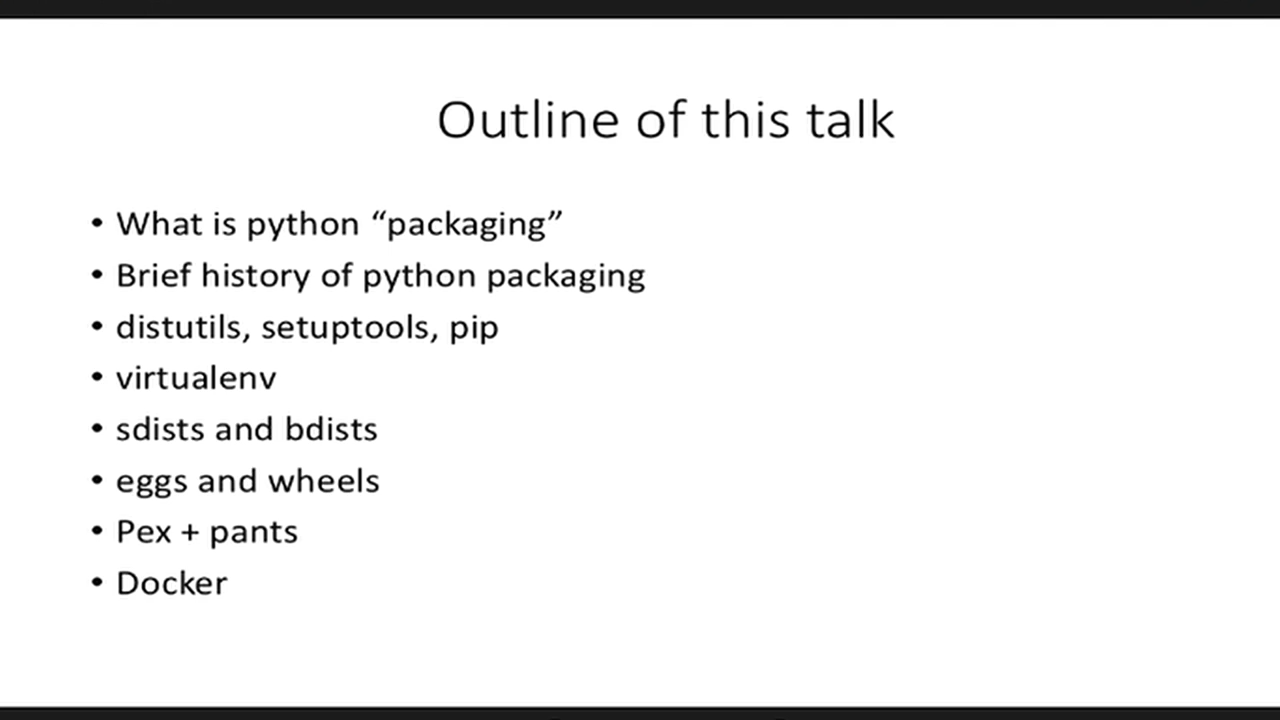 Outline of this talk
• What is python “packaging”
• Brief history of python packaging
• distutils, setuptools, pip
• virtualenv
• sdists and bdists
• eggs and wheels
• Pex + pants
• Docker